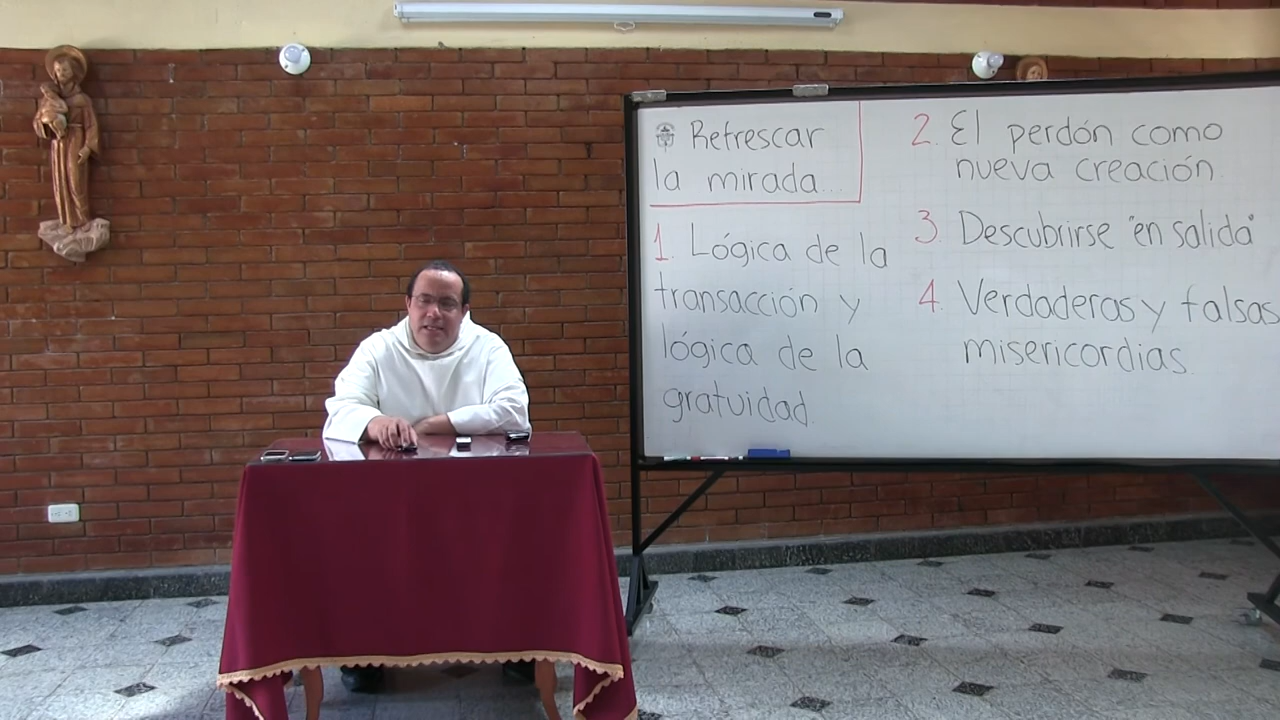 Refrescar
la mirada...
1. Lógica de la
transacción y
lógica de la
gratuidad.
2. El perdón como
nueva creación.
3. Descubrirse "en salida"
4. Verdaderas y falsas
misericordias.